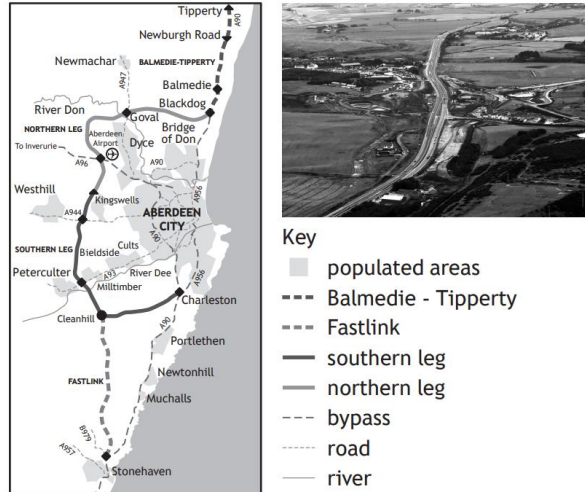 Tipperty
A90
Newburgh Road
BALMEDIE-TIPPERTY
Newmachar
A947
Balmedie
Blackdog
River Don
Goval
NORTHERN LEG
Aberdeen
Airport
Bridge
of Don
Dyce
To Inverurie
A96
A90
Westhill
Kingswells
A956
A944
ABERDEEN
CITY
SOUTHERN LEG
Bieldside
Cults
A90
Peterculter
A93
River Dee
A956
Milltimber
Charleston
Cleanhill
A90
Portlethen
FASTLINK
Newtonhill
Muchalls
B979
A957
Stonehaven
Key
populated areas
Balmedie - Tipperty
Fastlink
southern leg
northern leg
bypass
road
river